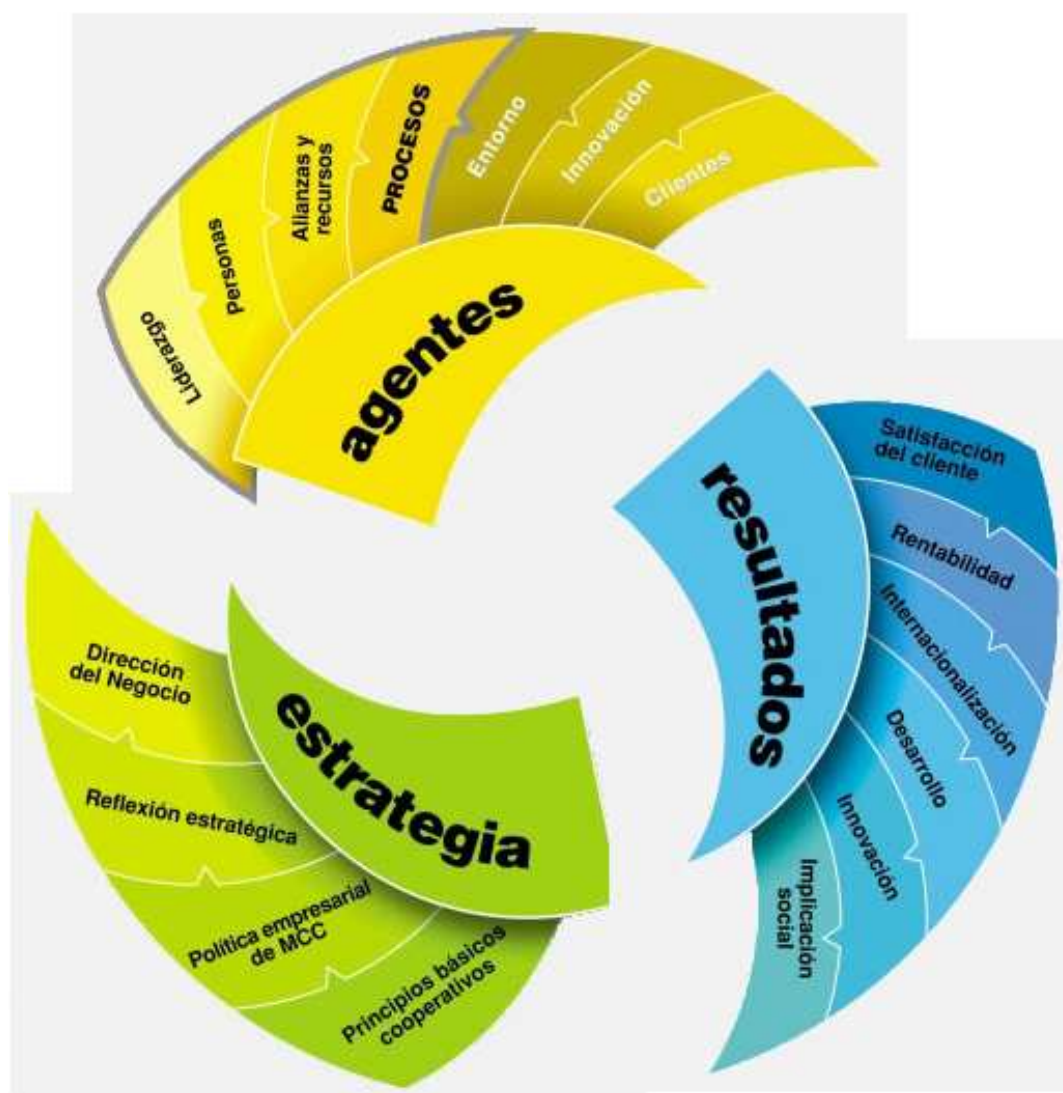 agentes
Liderazgo
Personas
Alianzas y
recursos
PROCESOS
Entorno
Innovación
Clientes
resultados
Satisfacción
del cliente
Rentabilidad
Internacionalización
Desarrollo
Innovación
Implicación
social
estrategia
Dirección
del Negocio
Reflexión estratégica
Política empresarial
de MCC
Principios básicos
cooperativos